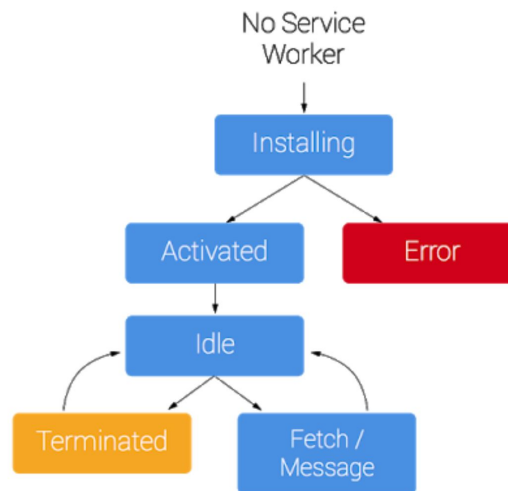 No Service
Worker
Installing
Activated
Error
Idle
Terminated
Fetch /
Message